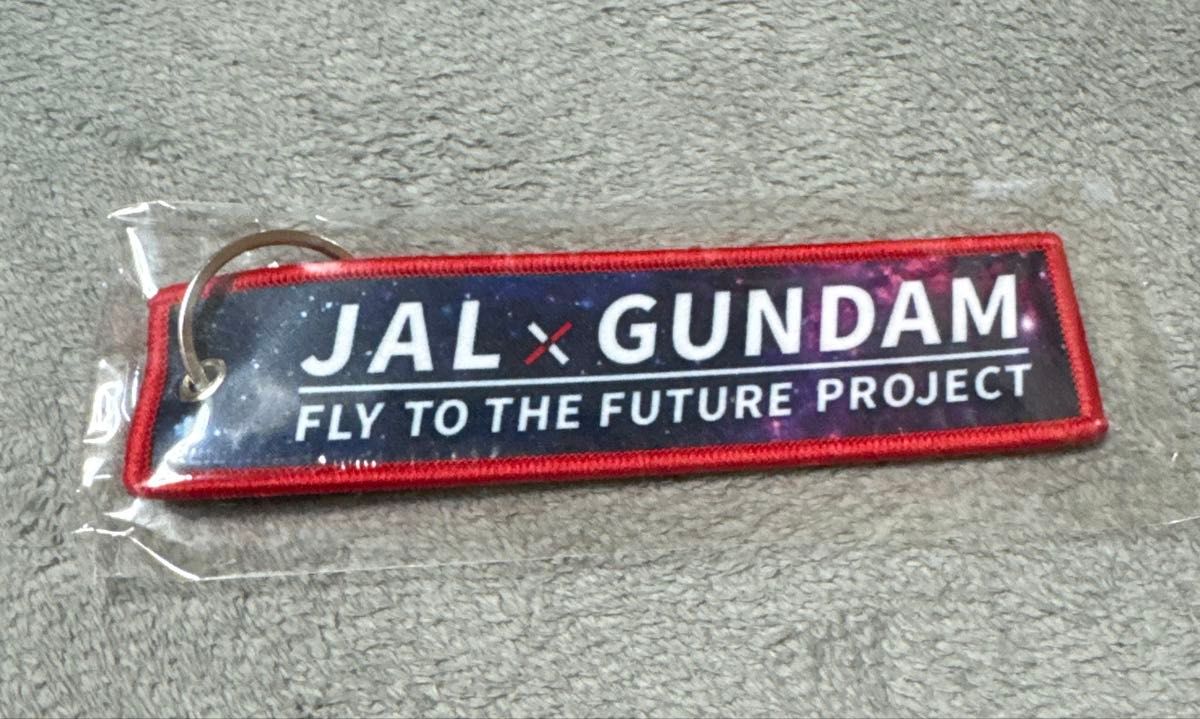 JAL × GUNDAM
FLY TO THE FUTURE PROJECT